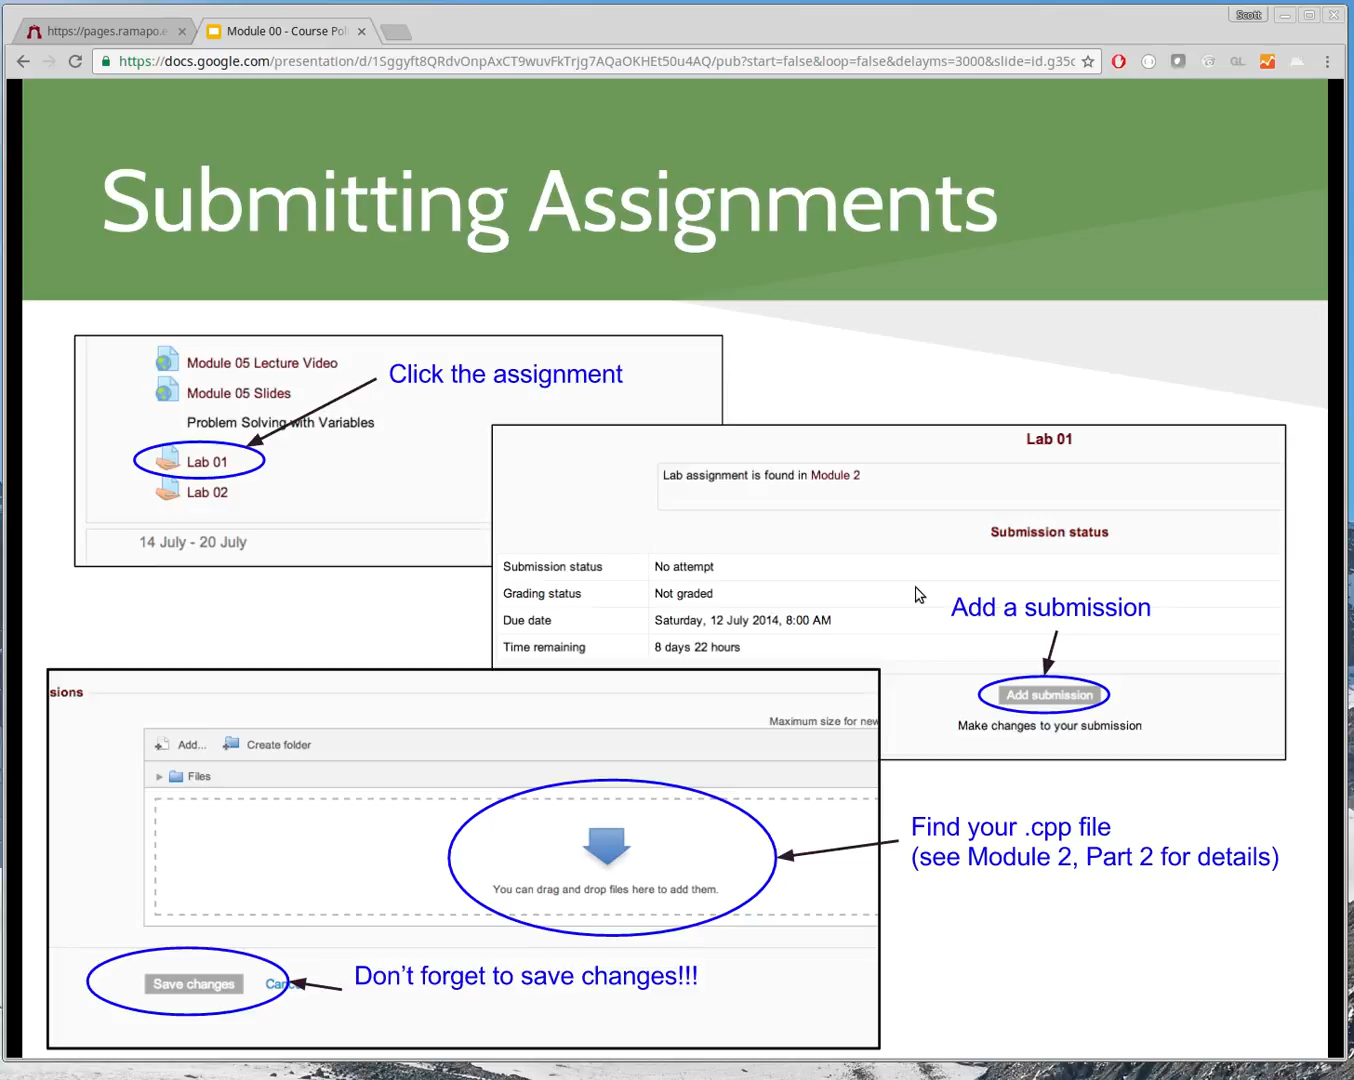 Scott
https://pages.ramapo.e
Module 00 - Course Pol
https://docs.google.com/presentation/d/1Sggyft8QRdvOnpAxCT9wuvFkTrjg7AQaOKHEt50u4AQ/pub?start=false&loop=false&delayms=3000&slide=id.g35c
GL
Submitting Assignments
Module 05 Lecture Video
Click the assignment
Module 05 Slides
Problem Solving with Variables
Lab 01
Lab 02
14 July - 20 July
Lab 01
Lab assignment is found in Module 2
Submission status
Submission status No attempt
Grading status Not graded
Due date Saturday, 12 July 2014, 8:00 AM
Time remaining 8 days 22 hours
Add a submission
Add submission
Make changes to your submission
sions
Maximum size for new
Add... Create folder
Files
You can drag and drop files here to add them.
Find your .cpp file
(see Module 2, Part 2 for details)
Save changes
Don't forget to save changes!!!